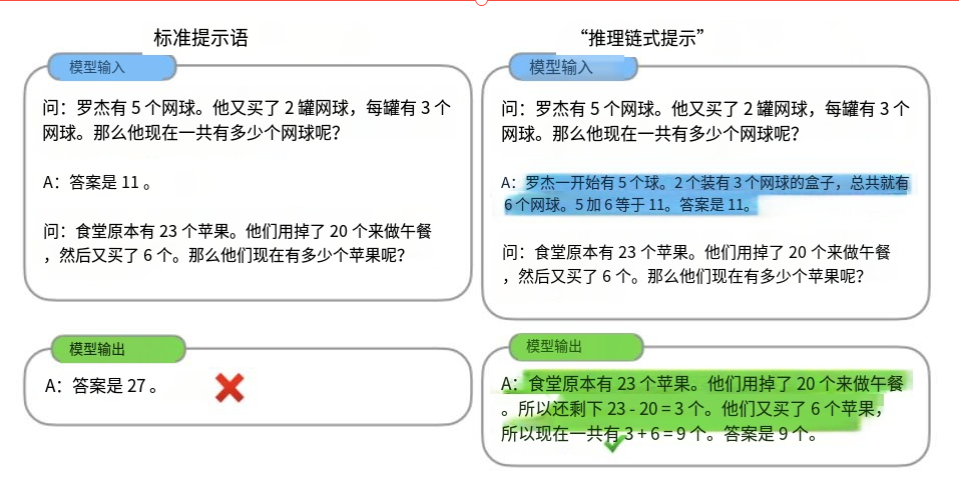 标准提示语
模型输入
问：罗杰有 5 个网球。他又买了 2 罐网球，每罐有 3 个
网球。那么他现在一共有多少个网球呢？
A：答案是 11 。
问：食堂原本有 23 个苹果。他们用掉了 20 个来做午餐
，然后又买了 6 个。那么他们现在有多少个苹果呢？
模型输出
A：答案是 27 。
“推理链式提示”
模型输入
问：罗杰有 5 个网球。他又买了 2 罐网球，每罐有 3 个
网球。那么他现在一共有多少个网球呢？
A：罗杰一开始有 5 个球。2 个装有 3 个网球的盒子，总共就有
6 个网球。5 加 6 等于 11。答案是 11。
问：食堂原本有 23 个苹果。他们用掉了 20 个来做午餐
，然后又买了 6 个。那么他们现在有多少个苹果呢？
模型输出
A：食堂原本有 23 个苹果。他们用掉了 20 个来做午餐
。所以还剩下 23 - 20 = 3 个。他们又买了 6 个苹果，
所以现在一共有 3 + 6 = 9 个。答案是 9 个。